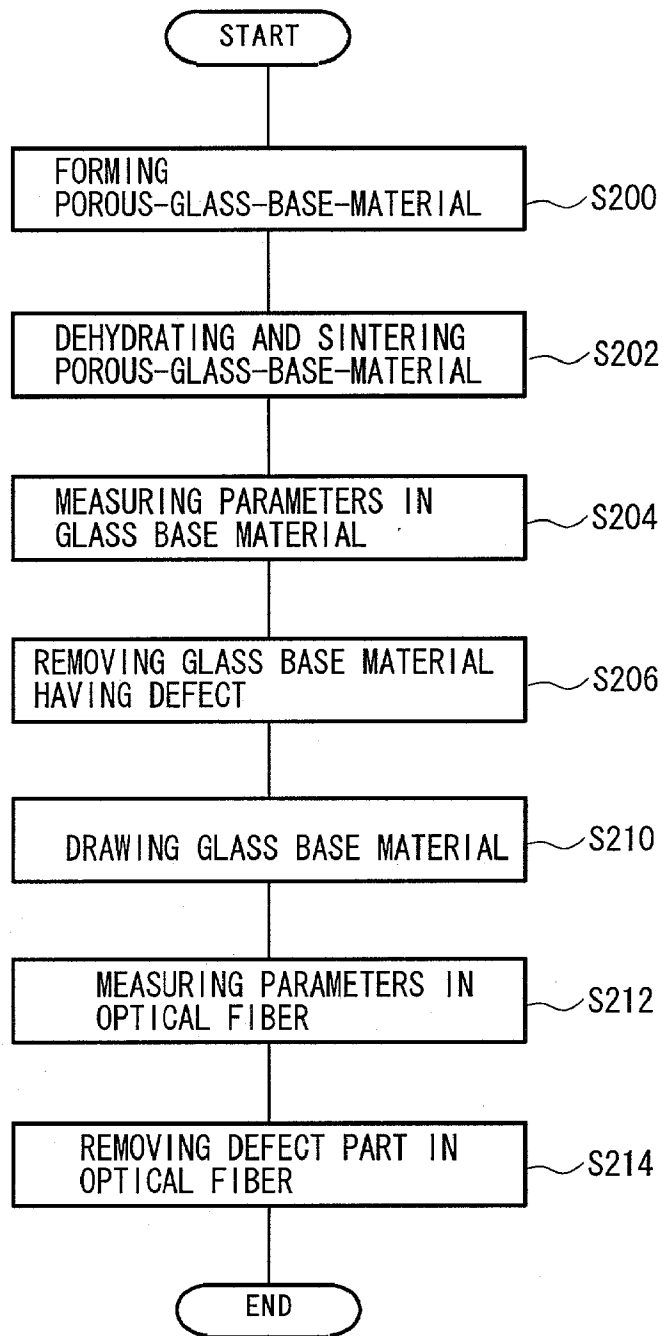 START
FORMING
POROUS-GLASS-BASE-MATERIAL
S200
DEHYDRATING AND SINTERING
POROUS-GLASS-BASE-MATERIAL
S202
MEASURING PARAMETERS IN
GLASS BASE MATERIAL
S204
REMOVING GLASS BASE MATERIAL
HAVING DEFECT
S206
DRAWING GLASS BASE MATERIAL
S210
MEASURING PARAMETERS IN
OPTICAL FIBER
S212
REMOVING DEFECT PART IN
OPTICAL FIBER
S214
END